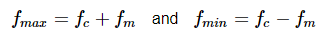 f_max = f_c + f_m and f_min = f_c − f_m